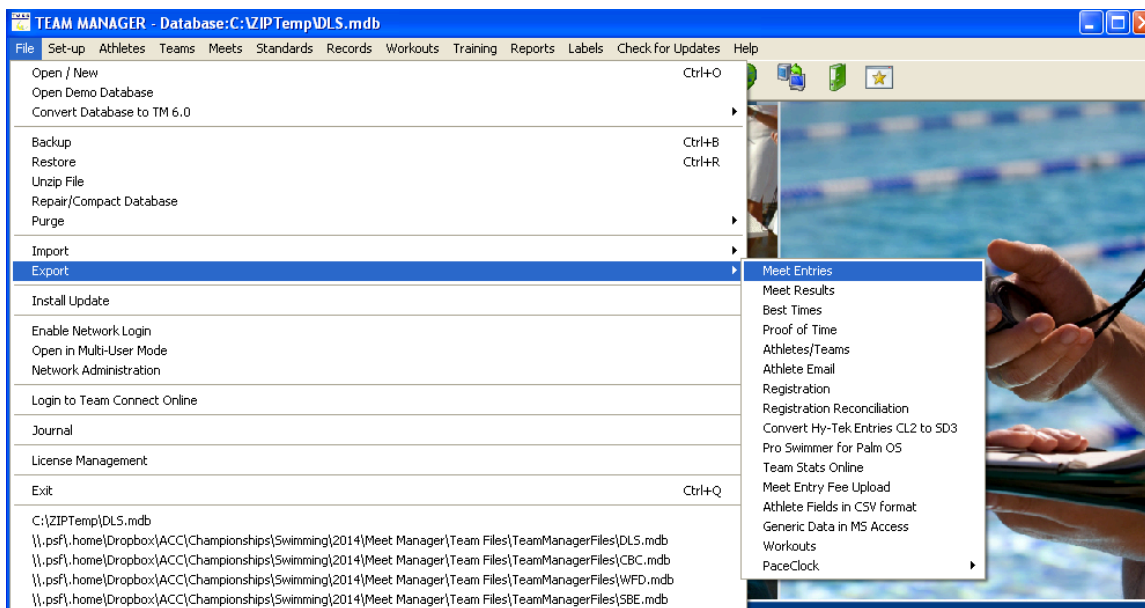 TEAM MANAGER - Database:C:\ZIPTemp\DLS.mdb
File Set-up Athletes Teams Meets Standards Records Workouts Training Reports Labels Check for Updates Help
Open / New Ctrl+O
Open Demo Database
Convert Database to TM 6.0
Backup Ctrl+B
Restore Ctrl+R
Unzip File
Repair/Compact Database
Purge
Import
Export
Install Update
Enable Network Login
Open in Multi-User Mode
Network Administration
Login to Team Connect Online
Journal
License Management
Exit Ctrl+Q
C:\ZIPTemp\DLS.mdb
\\.psf\.home\Dropbox\ACC\Championships\Swimming\2014\Meet Manager\Team Files\TeamManagerFiles\DLS.mdb
\\.psf\.home\Dropbox\ACC\Championships\Swimming\2014\Meet Manager\Team Files\TeamManagerFiles\CBC.mdb
\\.psf\.home\Dropbox\ACC\Championships\Swimming\2014\Meet Manager\Team Files\TeamManagerFiles\WFD.mdb
\\.psf\.home\Dropbox\ACC\Championships\Swimming\2014\Meet Manager\Team Files\TeamManagerFiles\SBE.mdb
Meet Entries
Meet Results
Best Times
Proof of Time
Athletes/Teams
Athlete Email
Registration
Registration Reconciliation
Convert Hy-Tek Entries CL2 to SD3
Pro Swimmer for Palm OS
Team Stats Online
Meet Entry Fee Upload
Athlete Fields in CSV format
Generic Data in MS Access
Workouts
PaceClock